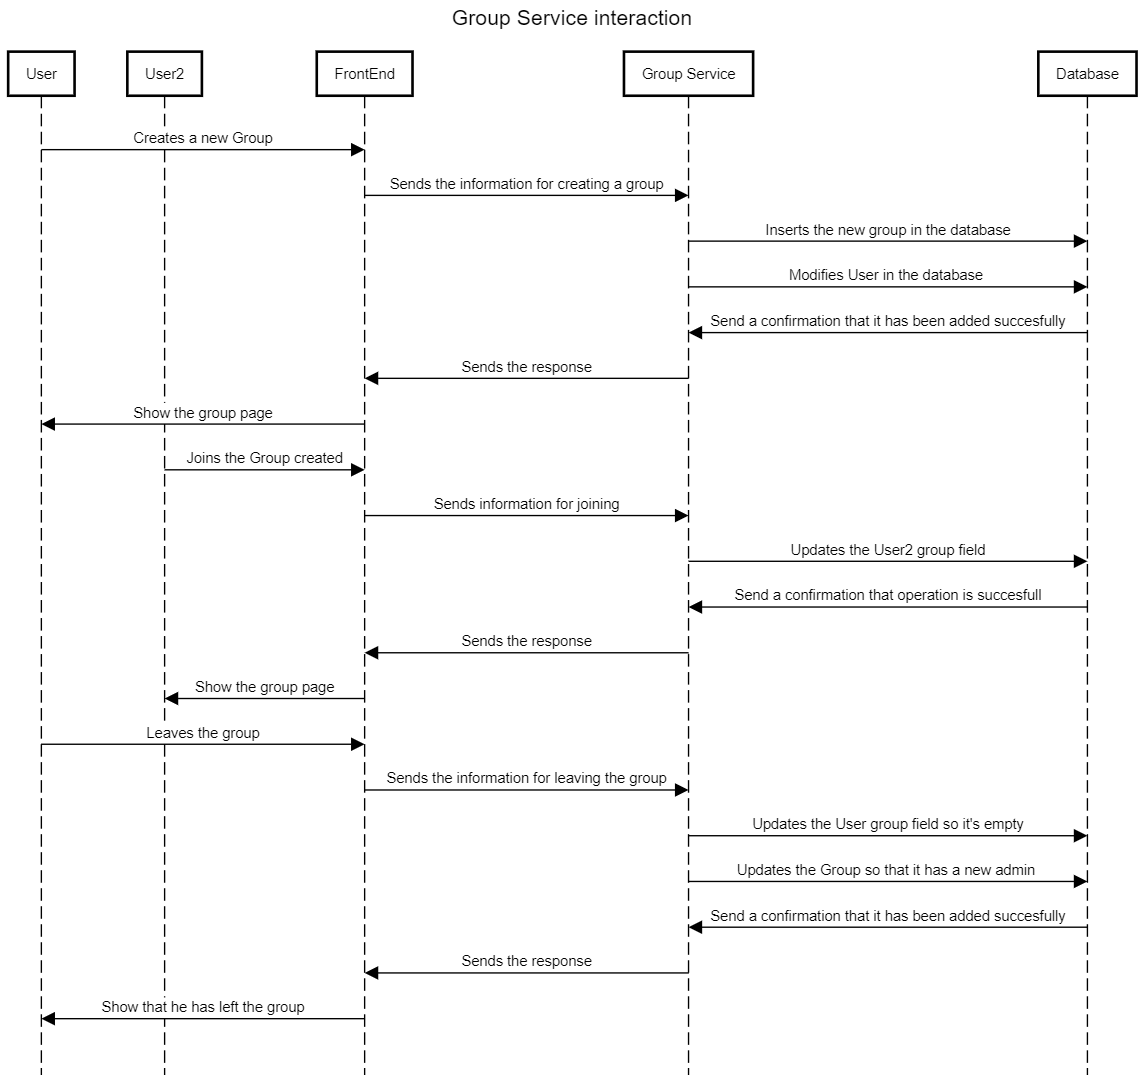 Group Service interaction
User
User2
FrontEnd
Group Service
Database
Creates a new Group
Sends the information for creating a group
Inserts the new group in the database
Modifies User in the database
Send a confirmation that it has been added succesfully
Sends the response
Show the group page
Joins the Group created
Sends information for joining
Updates the User2 group field
Send a confirmation that operation is succesfull
Sends the response
Show the group page
Leaves the group
Sends the information for leaving the group
Updates the User group field so it's empty
Updates the Group so that it has a new admin
Send a confirmation that it has been added succesfully
Sends the response
Show that he has left the group